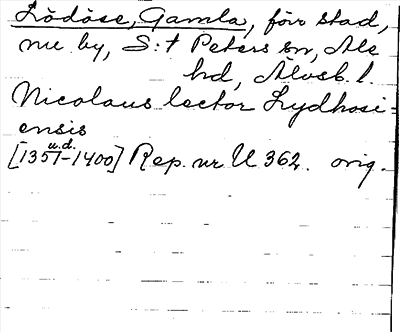 Lödöse, Gamla, förr stad,
nu by, S:t Peters sn, Ale
hd, Älvsb. l.
Nicolaus lector Lydhosi=
ensis
u.d.
[1351-1400] Rep. nr U 362. orig.